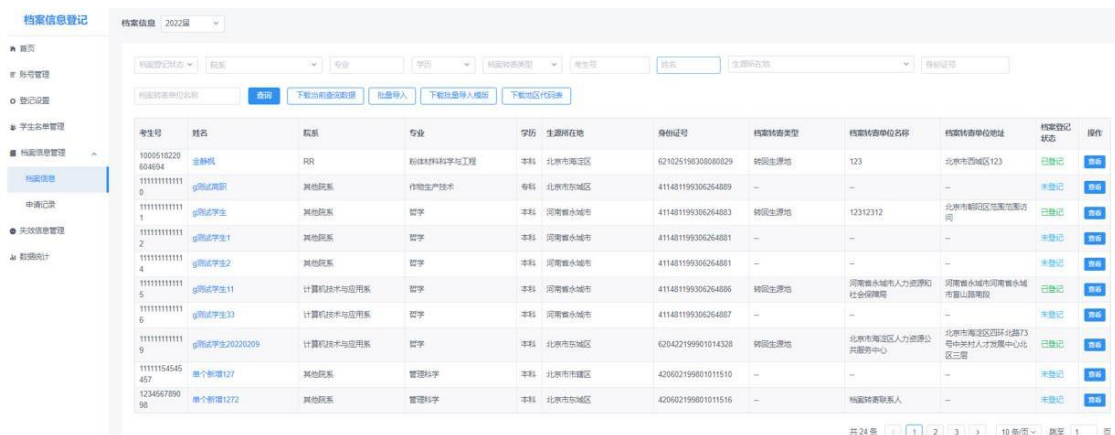 档案信息登记
档案信息 2022届
首页
账号管理
登记设置
学生名单管理
档案信息管理
档案信息
申请记录
失效信息管理
数据统计
档案登记状态 院系 专业 学历 档案转寄类型 考生号 姓名 生源所在地 身份证号
档案转寄单位名称 查询 下载当前查询数据 批量导入 下载批量导入模版 下载地区代码表
考生号 姓名 院系 专业 学历 生源所在地 身份证号 档案转寄类型 档案转寄单位名称 档案转寄单位地址 档案登记状态 操作
1000518220604694 金静枫 RR 粉体材料科学与工程 本科 北京市海淀区 621025198308080829 转回生源地 123 北京市西城区123 已登记 查看
1111111111110 g测试高职 其他院系 作物生产技术 专科 北京市东城区 411481199306264889 -- -- -- 未登记 查看
1111111111111 g测试学生 其他院系 哲学 本科 河南省永城市 411481199306264883 转回生源地 12312312 北京市朝阳区范围范围访问 已登记 查看
1111111111112 g测试学生1 其他院系 哲学 本科 河南省永城市 411481199306264881 -- -- -- 未登记 查看
1111111111114 g测试学生2 其他院系 哲学 本科 河南省永城市 411481199306264881 -- -- -- 未登记 查看
1111111111115 g测试学生11 计算机技术与应用系 哲学 本科 河南省永城市 411481199306264886 转回生源地 河南省永城市人力资源和社会保障局 河南省永城市河南省永城市芒山路南段 已登记 查看
1111111111116 g测试学生33 计算机技术与应用系 哲学 本科 河南省永城市 411481199306264887 -- -- -- 未登记 查看
1111111111119 g测试学生20220209 计算机技术与应用系 哲学 本科 北京市东城区 620422199901014328 转回生源地 北京市海淀区人力资源公共服务中心 北京市海淀区四环北路73号中关村人才发展中心北区三层 已登记 查看
11111154545457 单个新增127 其他院系 管理科学 本科 北京市市辖区 420602199801011510 -- -- -- 未登记 查看
123456789098 单个新增1272 其他院系 管理科学 本科 北京市东城区 420602199801011516 -- 档案转寄联系人 -- 未登记 查看
共 24 条 < 1 2 3 > 10 条/页 跳至 1 页